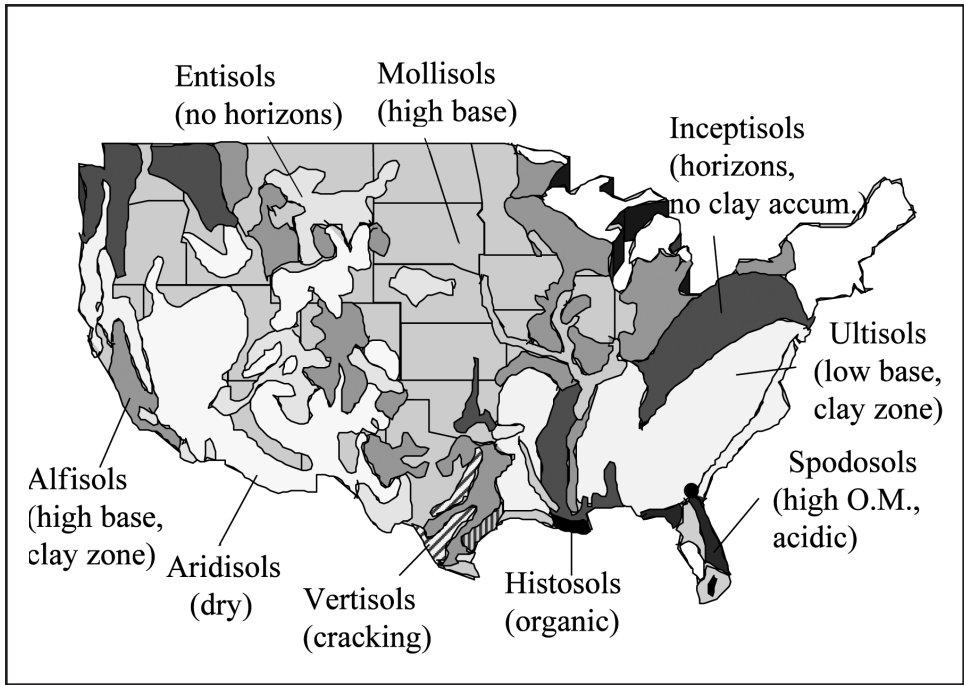 Entisols
(no horizons)
Mollisols
(high base)
Inceptisols
(horizons,
no clay accum.)
Ultisols
(low base,
clay zone)
Spodosols
(high O.M.,
acidic)
Alfisols
(high base,
clay zone)
Aridisols
(dry)
Vertisols
(cracking)
Histosols
(organic)